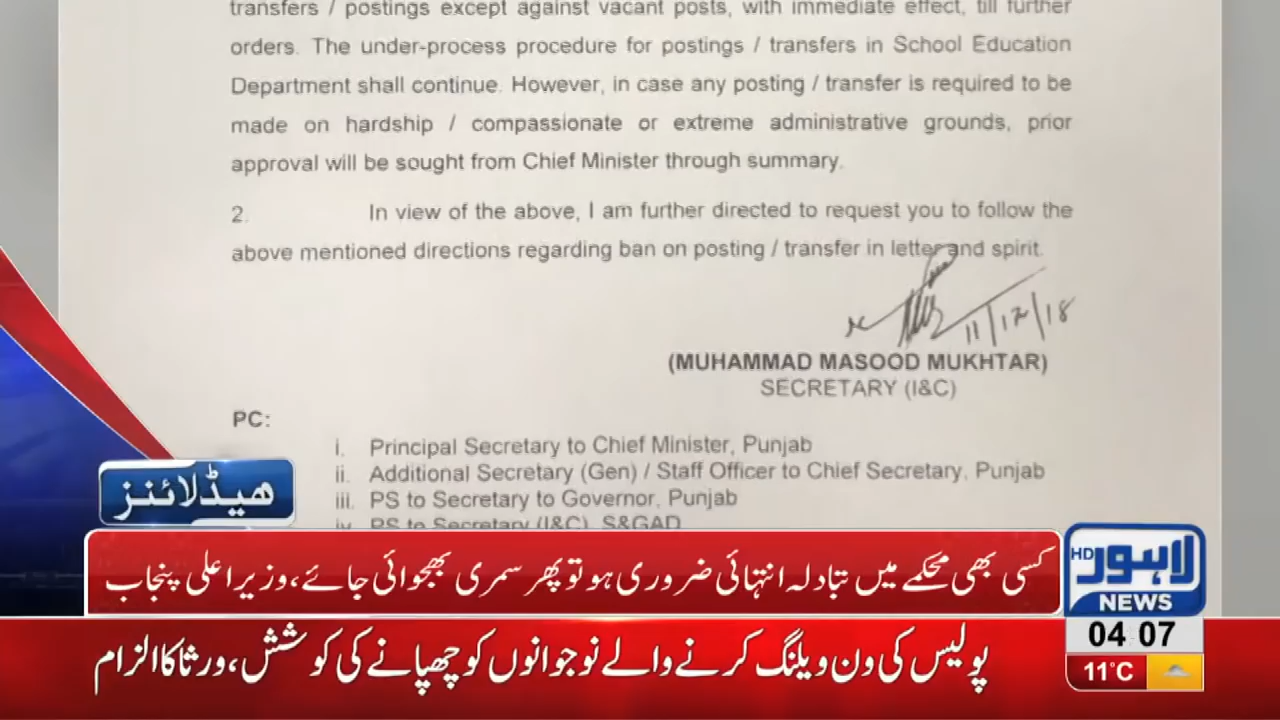 transfers / postings except against vacant posts, with immediate effect, till further
orders. The under-process procedure for postings / transfers in School Education
Department shall continue. However, in case any posting / transfer is required to be
made on hardship / compassionate or extreme administrative grounds, prior
approval will be sought from Chief Minister through summary.
2. In view of the above, I am further directed to request you to follow the
above mentioned directions regarding ban on posting / transfer in letter and spirit.
11/12/18
(MUHAMMAD MASOOD MUKHTAR)
SECRETARY (I&C)
PC:
i. Principal Secretary to Chief Minister, Punjab
ii. Additional Secretary (Gen) / Staff Officer to Chief Secretary, Punjab
iii. PS to Secretary to Governor, Punjab
iv. PS to Secretary (I&C), S&GAD
ھیڈلائنز
کسی بھی محکمے میں تبادلہ انتہائی ضروری ہو تو پھر سمری بھجوائی جائے، وزیراعلی پنجاب
HD لاہور
NEWS
04 07
11°C
پولیس کی ون ویلنگ کرنے والے نوجوانوں کو چھپانے کی کوشش، ورثا کا الزام